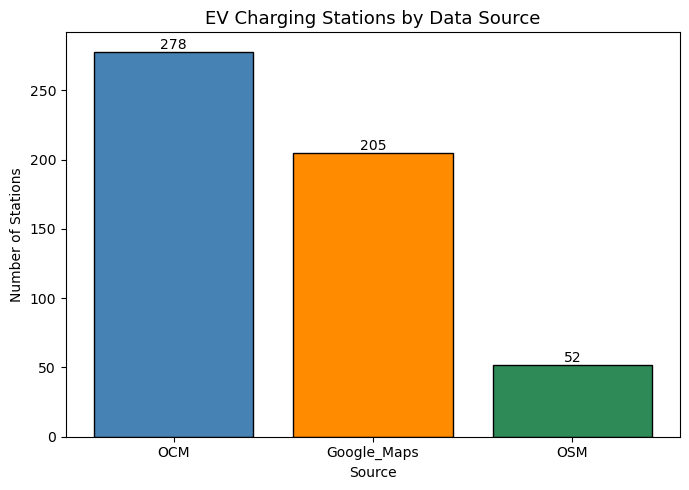 EV Charging Stations by Data Source
278
205
52
250
200
150
100
50
0
Number of Stations
OCM
Google_Maps
OSM
Source